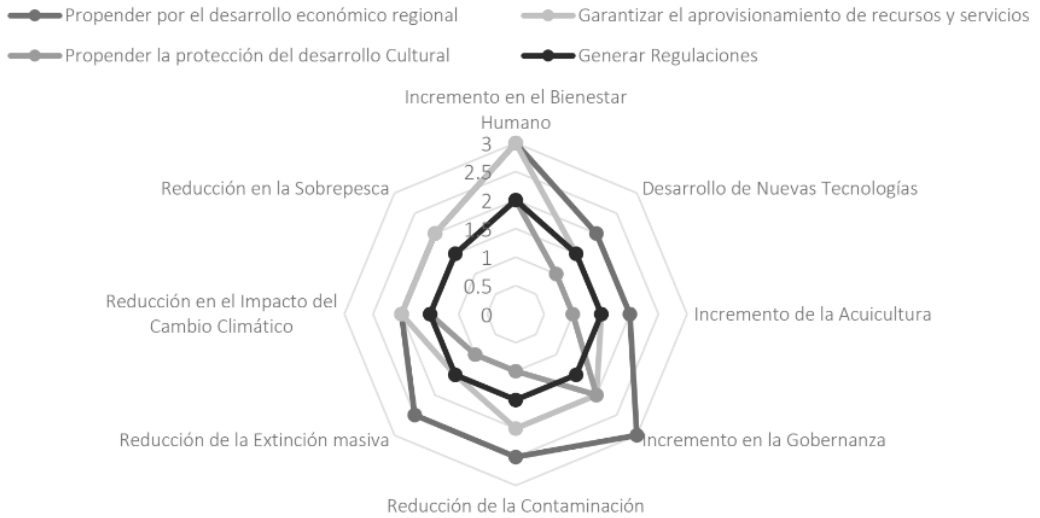 Propender por el desarrollo económico regional
Garantizar el aprovisionamiento de recursos y servicios
Propender la protección del desarrollo Cultural
Generar Regulaciones
Incremento en el Bienestar
Humano
3
2.5
2
1.5
1
0.5
0
Reducción en la Sobrepesca
Desarrollo de Nuevas Tecnologías
Reducción en el Impacto del
Cambio Climático
Incremento de la Acuicultura
Reducción de la Extinción masiva
Incremento en la Gobernanza
Reducción de la Contaminación